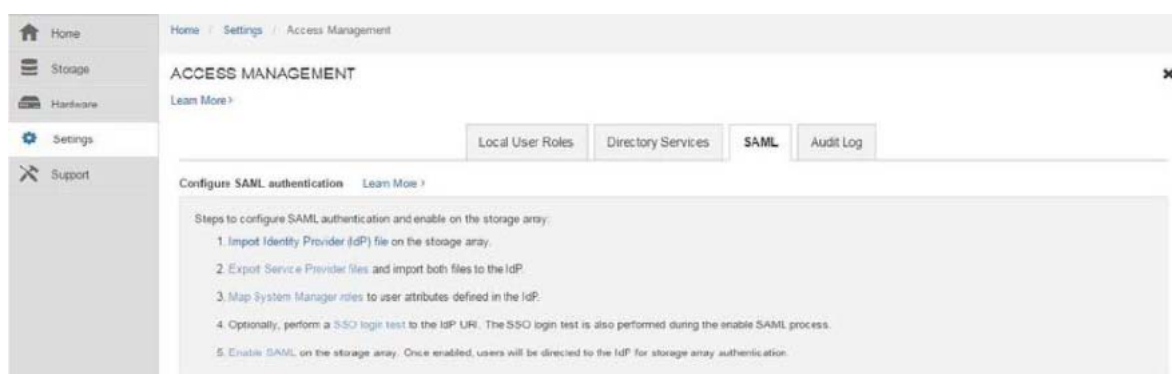 Home
Home / Settings / Access Management
Storage
ACCESS MANAGEMENT
Hardware
Learn More >
Settings
Local User Roles Directory Services SAML Audit Log
Support
Configure SAML authentication Learn More >
Steps to configure SAML authentication and enable on the storage array:
1. Import Identity Provider (IdP) file on the storage array.
2. Export Service Provider files and import both files to the IdP.
3. Map System Manager roles to user attributes defined in the IdP.
4. Optionally, perform a SSO login test to the IdP URI. The SSO login test is also performed during the enable SAML process.
5. Enable SAML on the storage array. Once enabled, users will be directed to the IdP for storage array authentication.